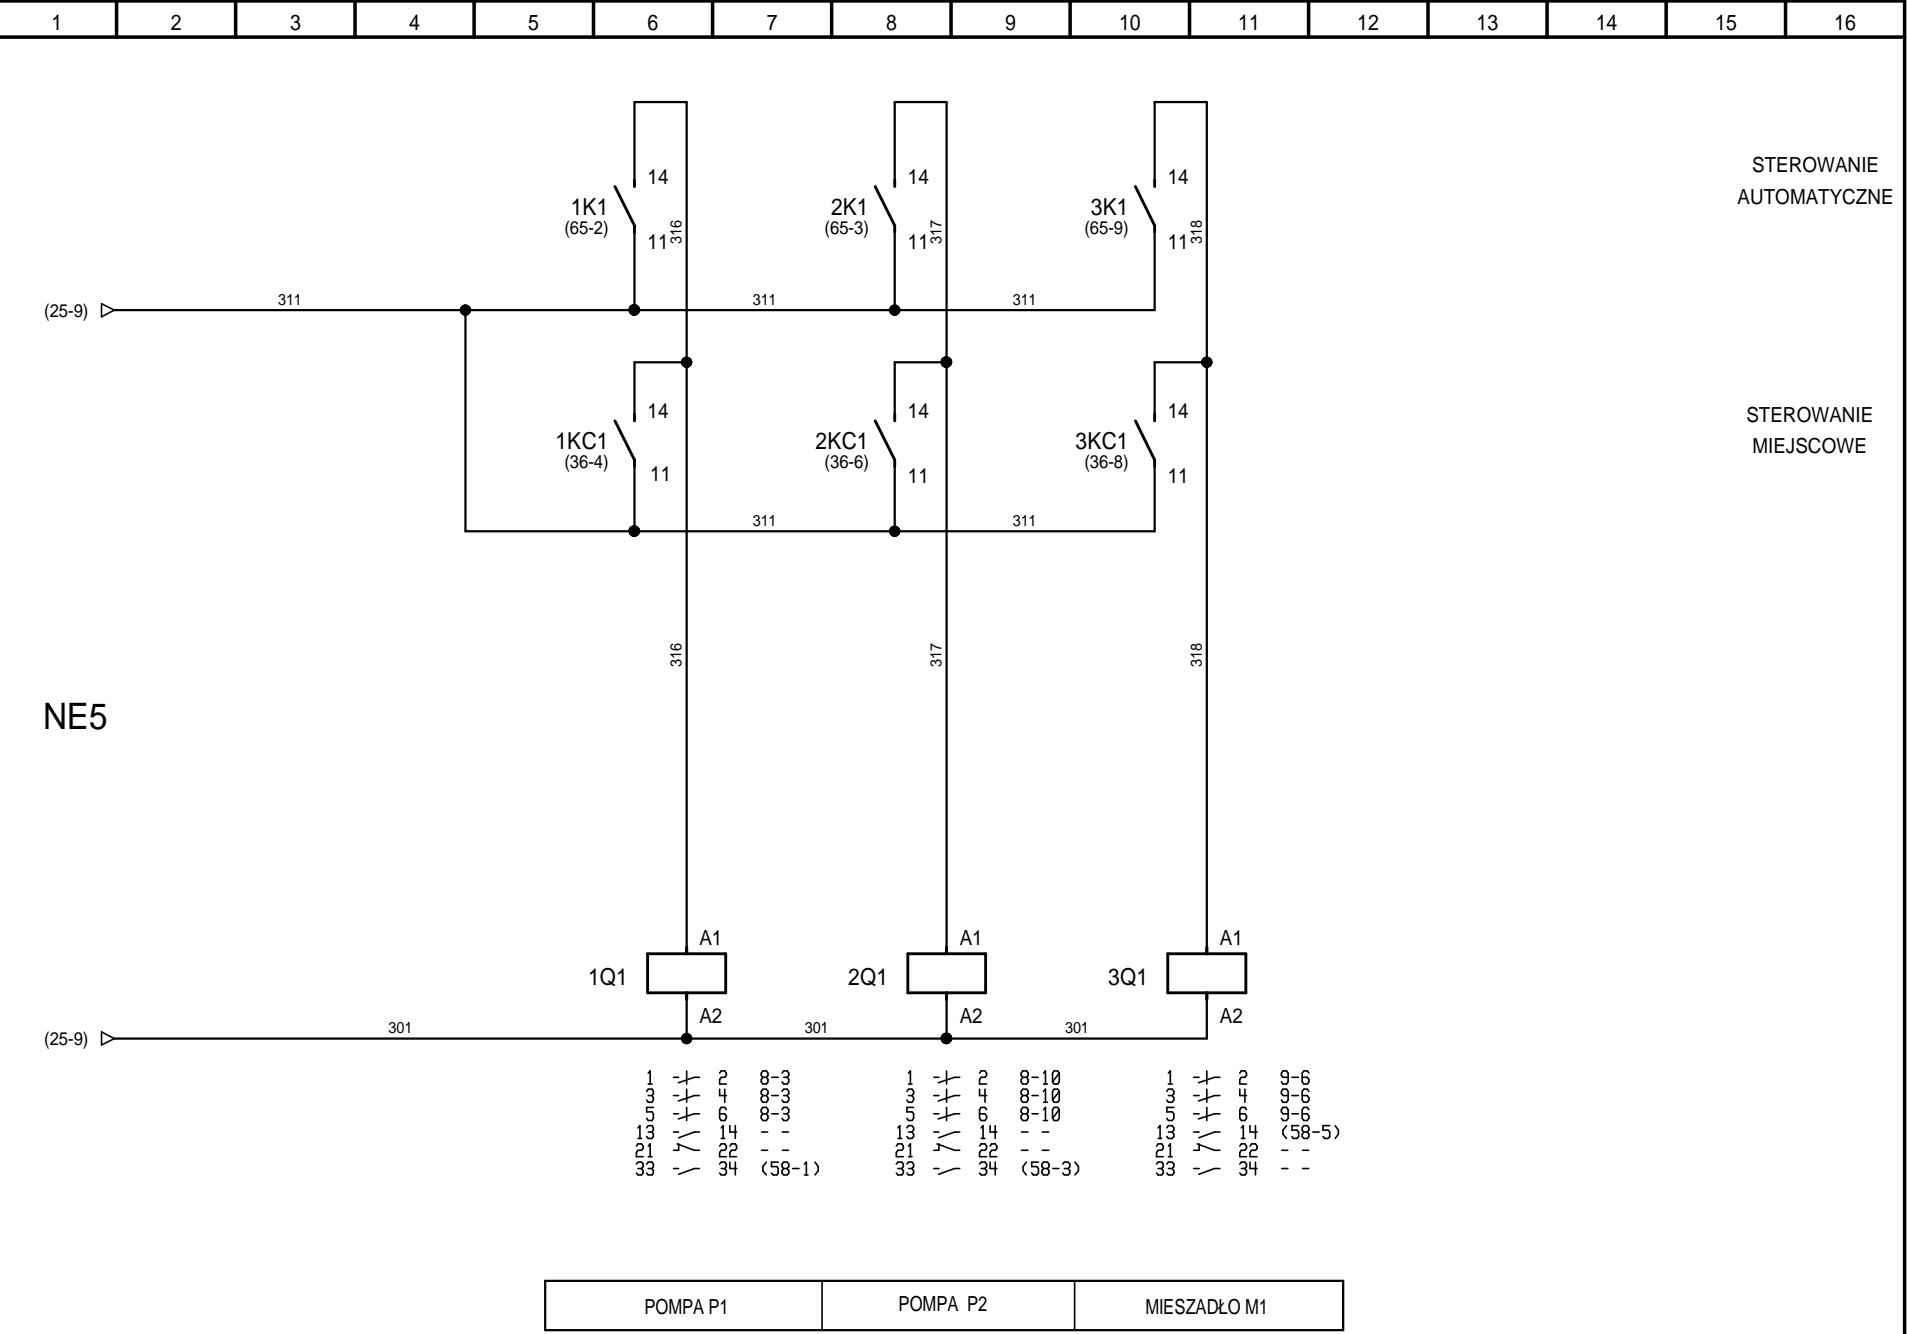 1 2 3 4 5 6 7 8 9 10 11 12 13 14 15 16
STEROWANIE
AUTOMATYCZNE
14 14 14
1K1 2K1 3K1
(65-2) (65-3) (65-9)
11 316 11 317 11 318
(25-9) 311 311 311
14 14 14
STEROWANIE
MIEJSCOWE
1KC1 2KC1 3KC1
(36-4) (36-6) (36-8)
11 11 11
311 311
316 317 318
NE5
A1 A1 A1
1Q1 2Q1 3Q1
A2 A2 A2
(25-9) 301 301 301
1 2 8-3 1 2 8-10 1 2 9-6
3 4 8-3 3 4 8-10 3 4 9-6
5 6 8-3 5 6 8-10 5 6 9-6
13 14 - - 13 14 - - 13 14 (58-5)
21 22 - - 21 22 - - 21 22 - -
33 34 (58-1) 33 34 (58-3) 33 34 - -
POMPA P1 POMPA P2 MIESZADŁO M1